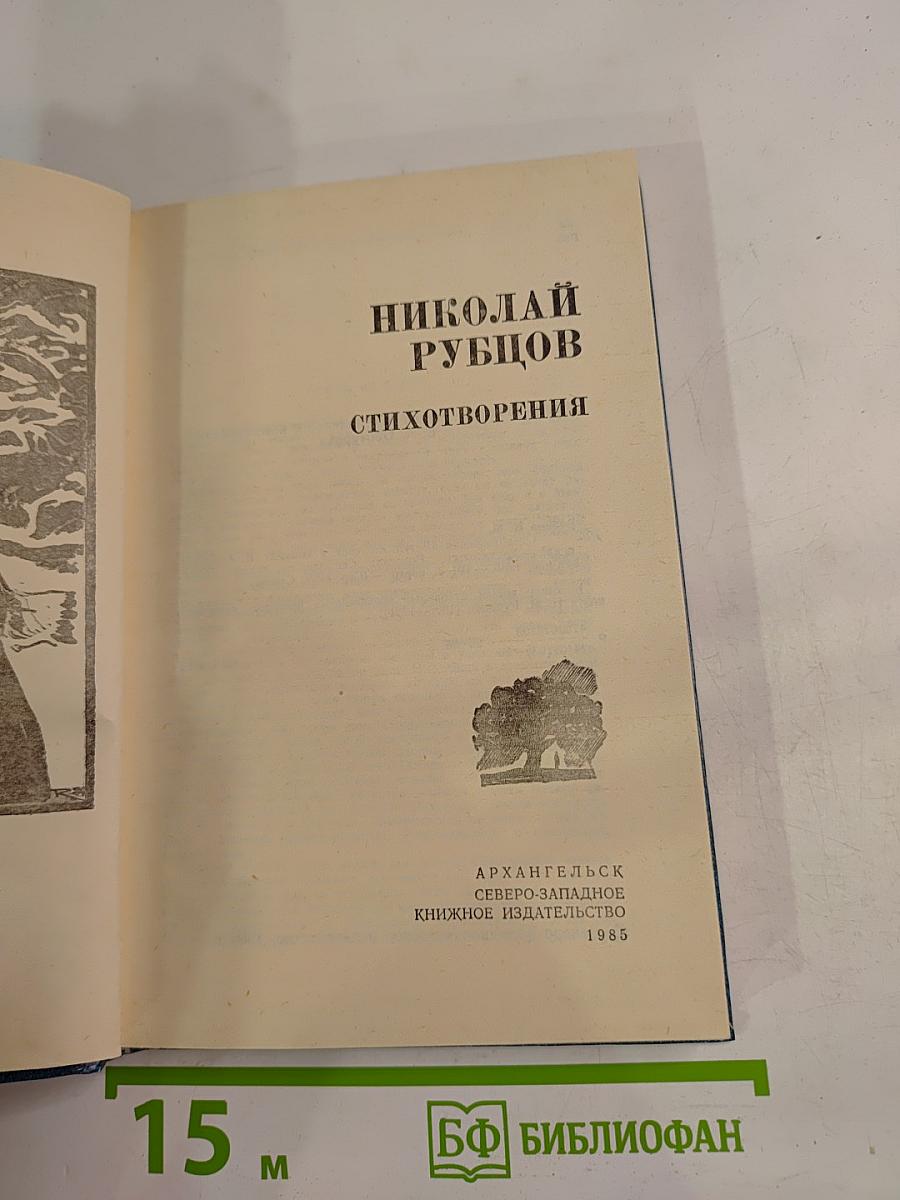 НИКОЛАЙ
РУБЦОВ
СТИХОТВОРЕНИЯ
АРХАНГЕЛЬСК
СЕВЕРО-ЗАПАДНОЕ
КНИЖНОЕ ИЗДАТЕЛЬСТВО
1985
15 м
БФ БИБЛИОФАН